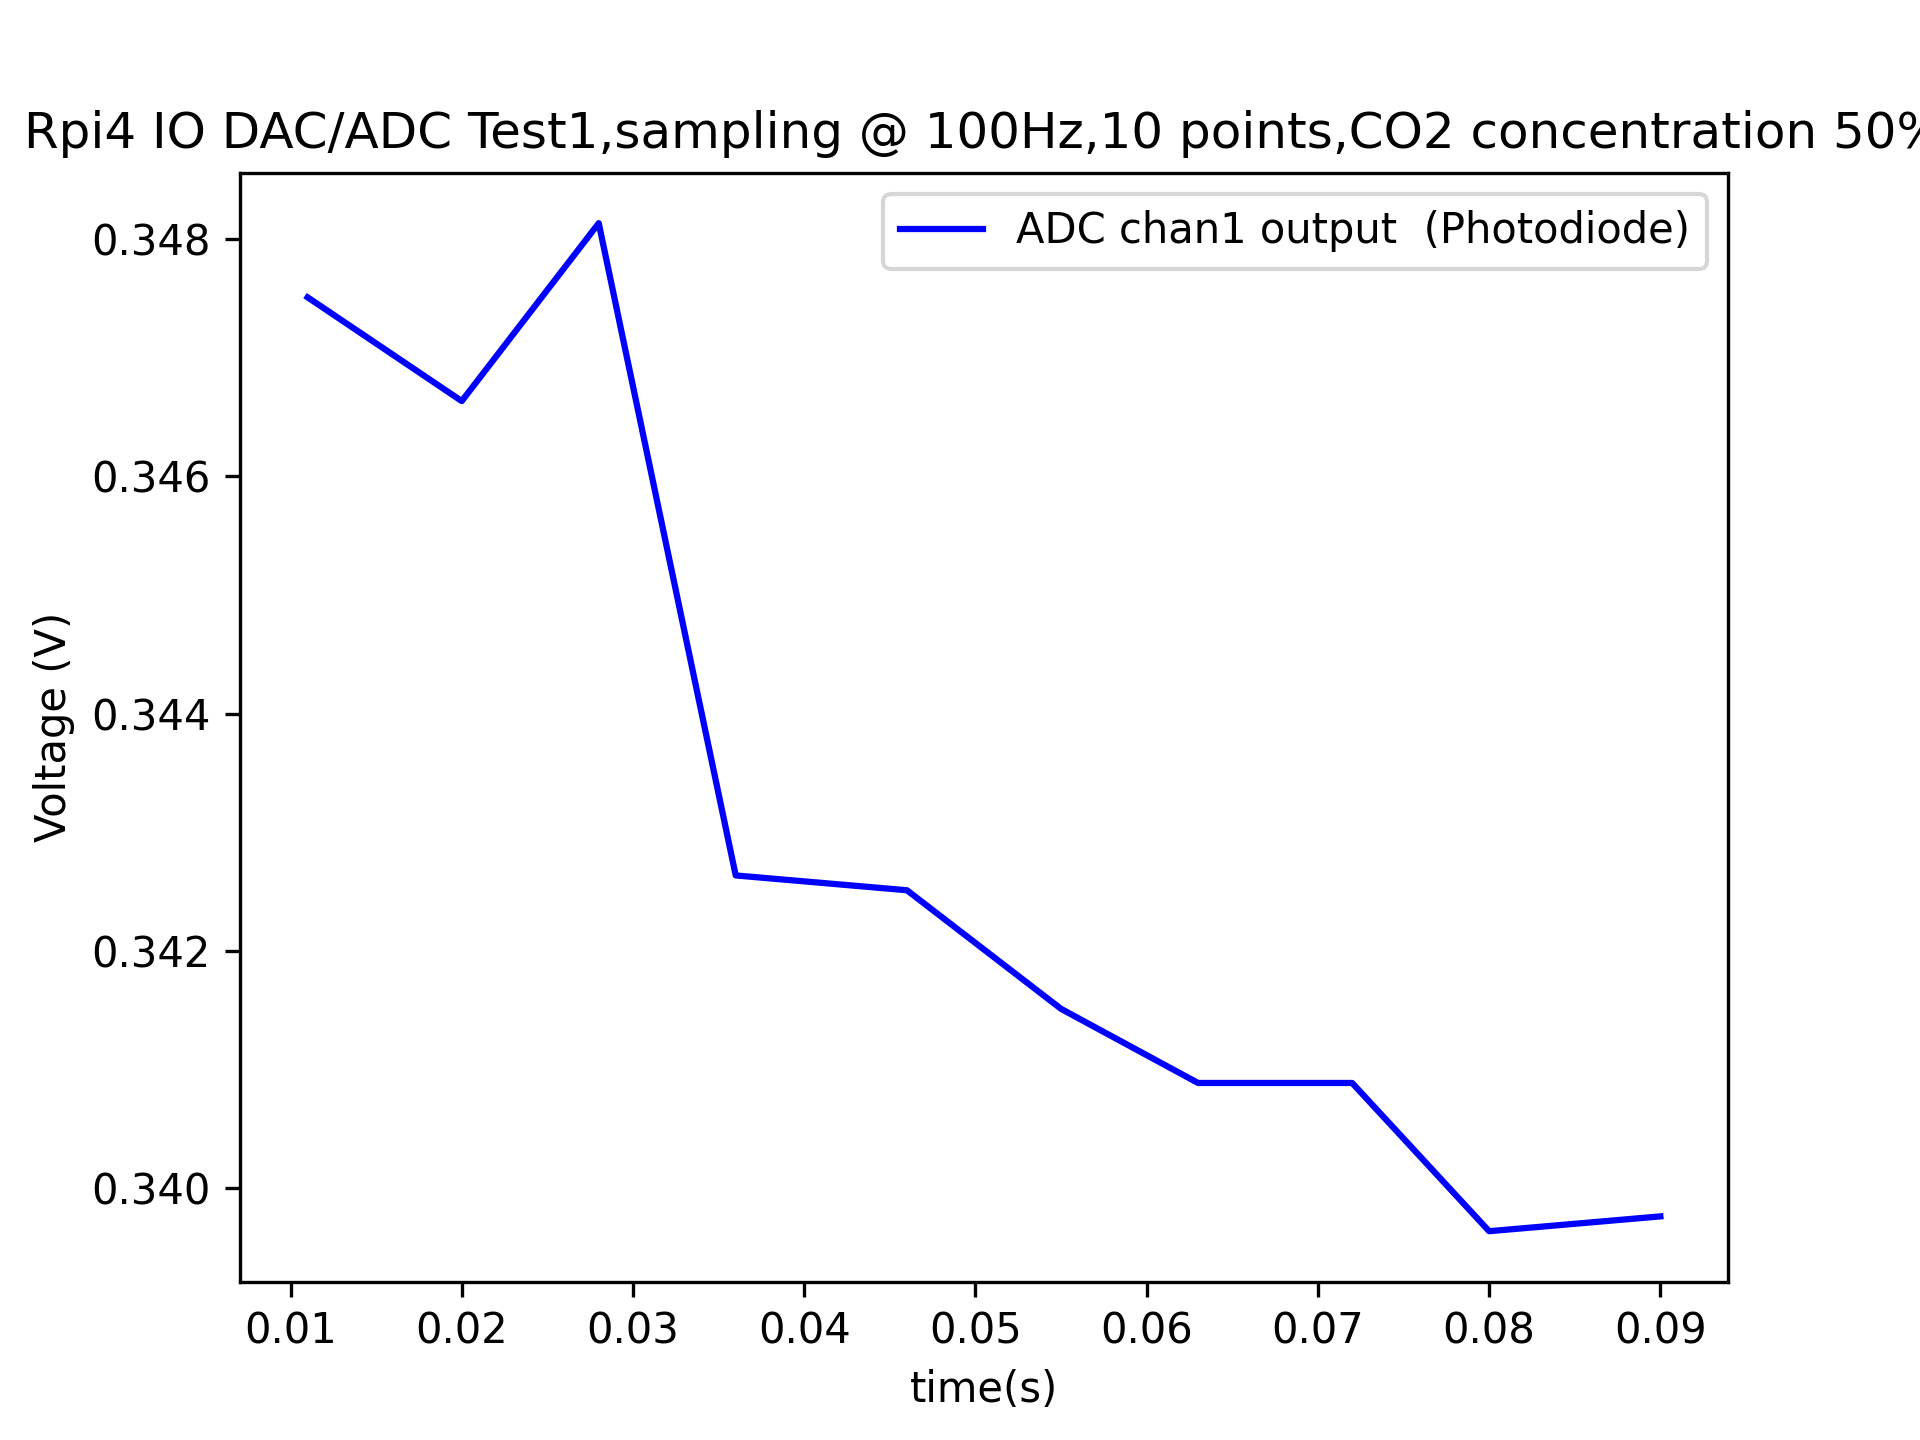 Rpi4 IO DAC/ADC Test1,sampling @ 100Hz,10 points,CO2 concentration 50%
ADC chan1 output  (Photodiode)
0.348
0.346
0.344
0.342
0.340
Voltage (V)
0.01 0.02 0.03 0.04 0.05 0.06 0.07 0.08 0.09
time(s)